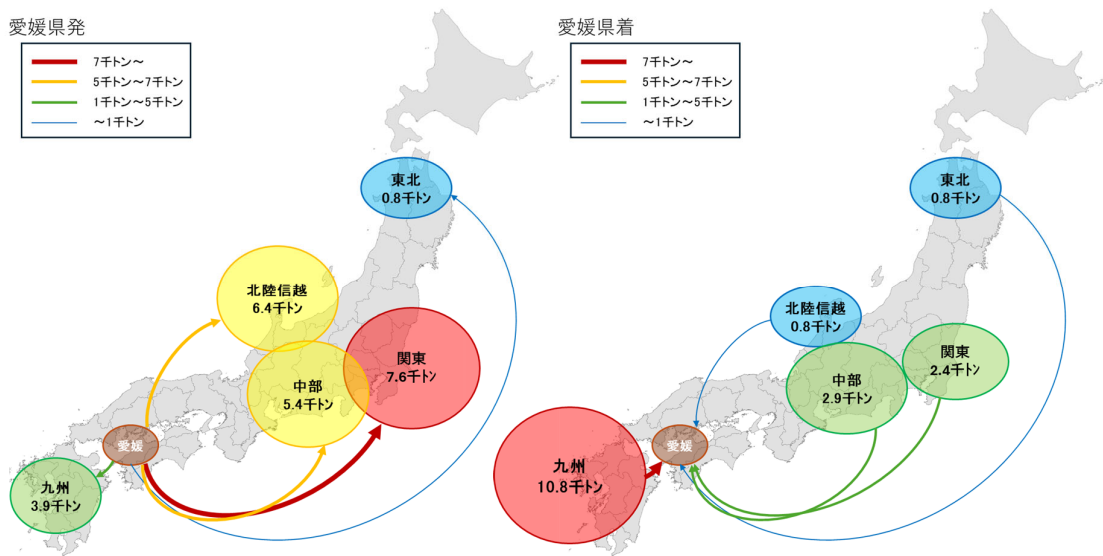 愛媛県発
7千トン～
5千トン～7千トン
1千トン～5千トン
～1千トン
東北
0.8千トン
北陸信越
6.4千トン
関東
7.6千トン
中部
5.4千トン
愛媛
九州
3.9千トン
愛媛県着
7千トン～
5千トン～7千トン
1千トン～5千トン
～1千トン
東北
0.8千トン
北陸信越
0.8千トン
関東
2.4千トン
中部
2.9千トン
愛媛
九州
10.8千トン